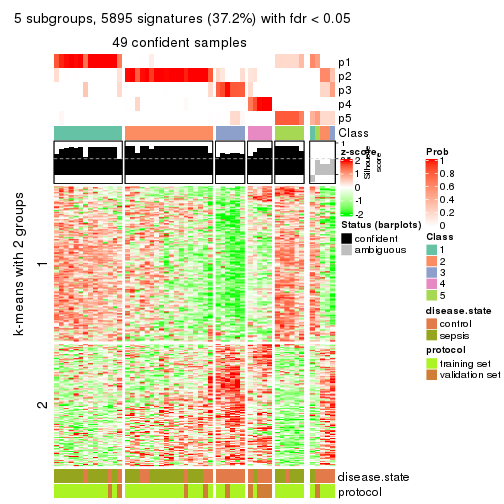 5 subgroups, 5895 signatures (37.2%) with fdr < 0.05
49 confident samples
p1
p2
p3
p4
p5
Class
1
Silhouette
score
k-means with 2 groups
1
2
disease.state
protocol
z-score
2
1
0
-1
-2
Status (barplots)
confident
ambiguous
Prob
1
0.8
0.6
0.4
0.2
0
Class
1
2
3
4
5
disease.state
control
sepsis
protocol
training set
validation set